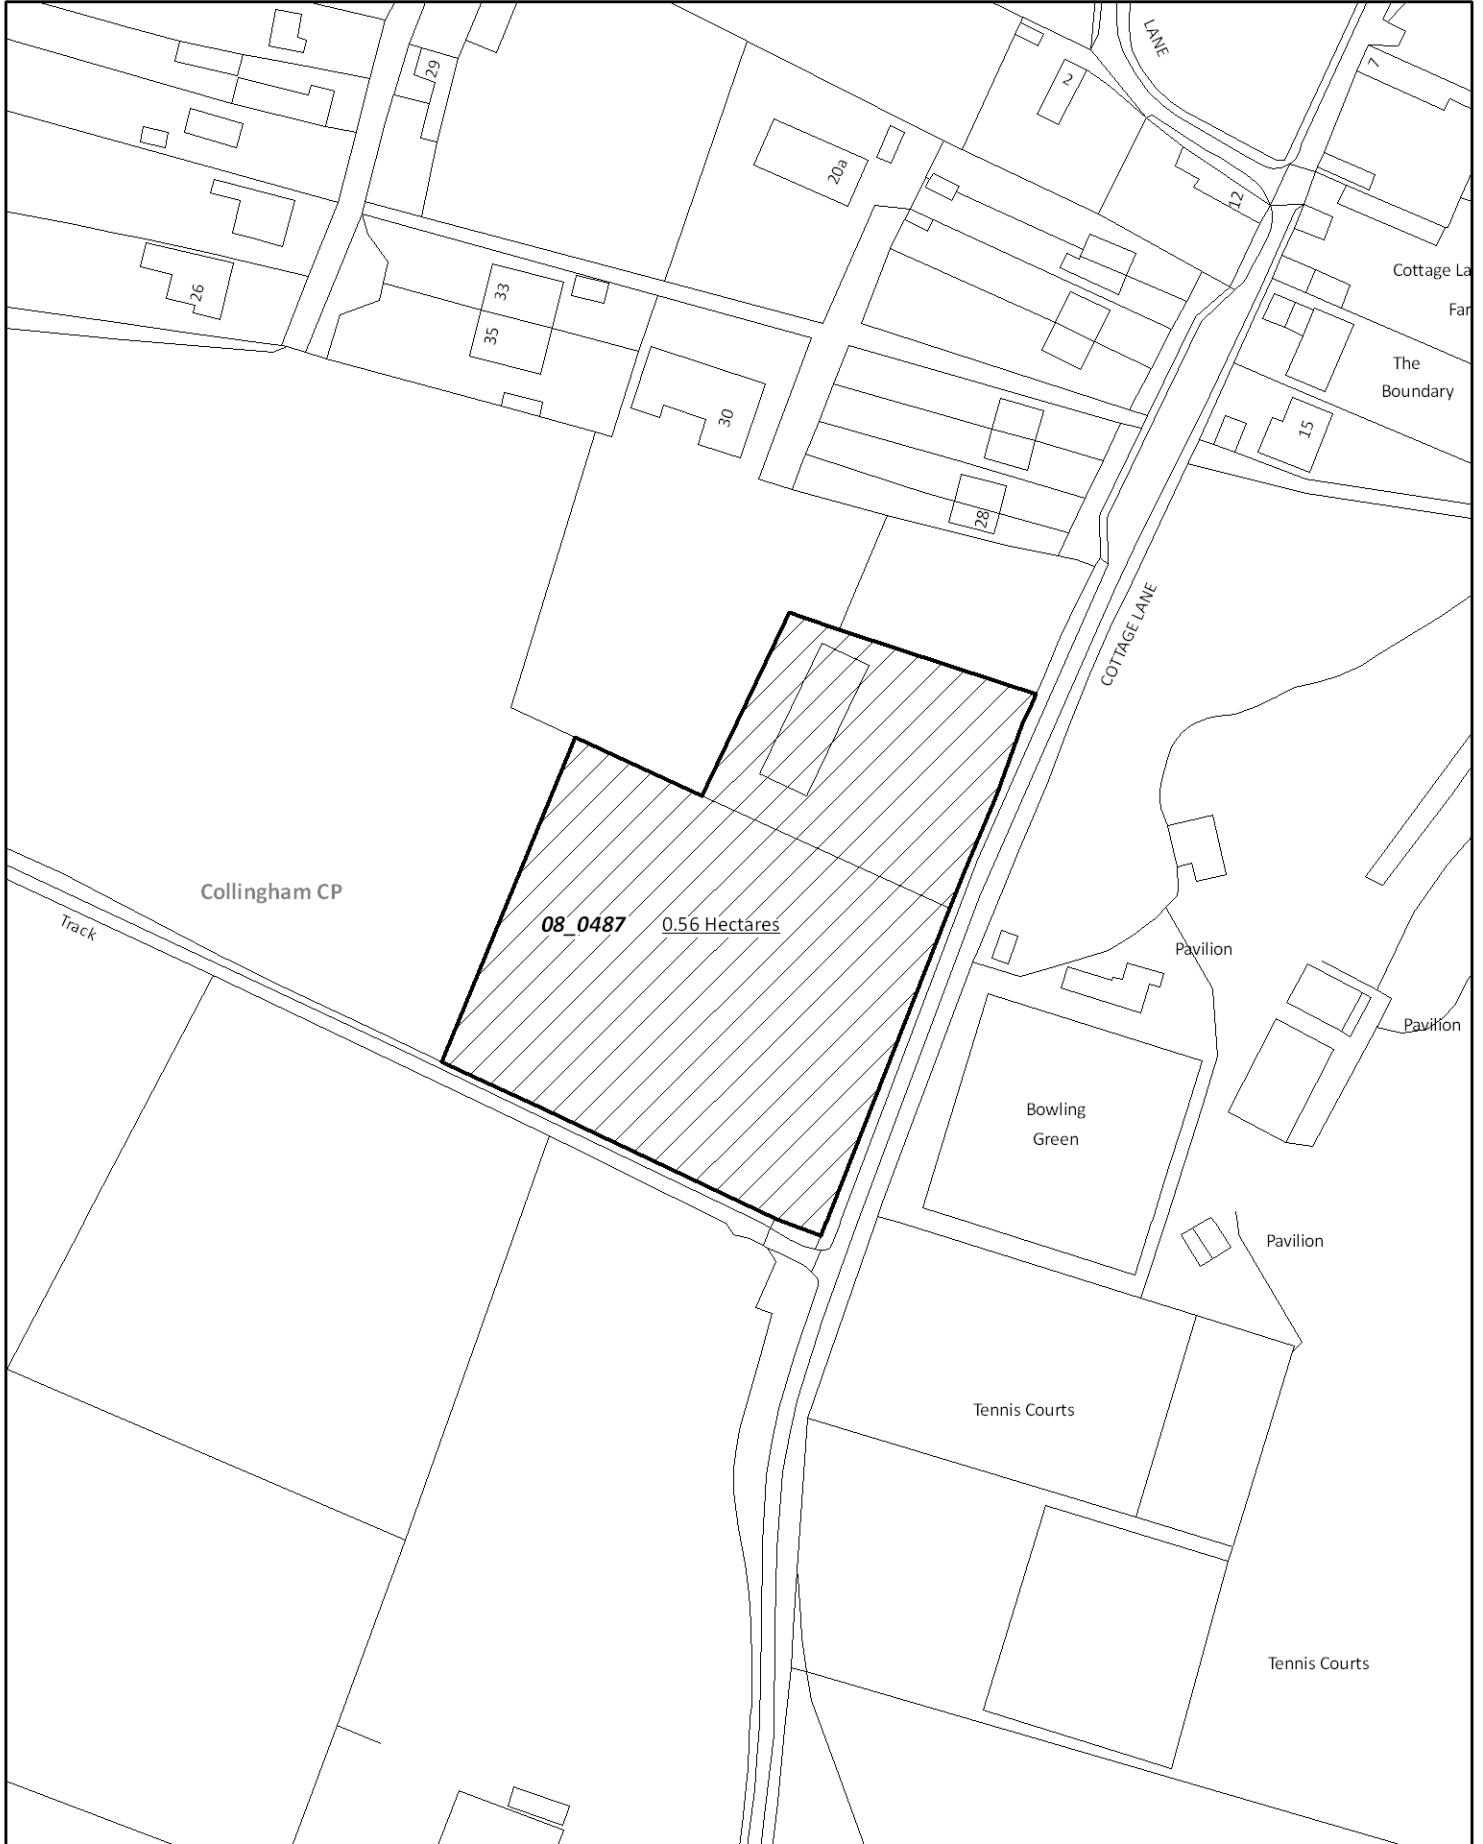 LANE
29
2
7
20a
12
26
33
35
Cottage La
Far
The
Boundary
30
15
28
COTTAGE LANE
Collingham CP
Track
08_0487
0.56 Hectares
Pavilion
Pavilion
Bowling
Green
Pavilion
Tennis Courts
Tennis Courts